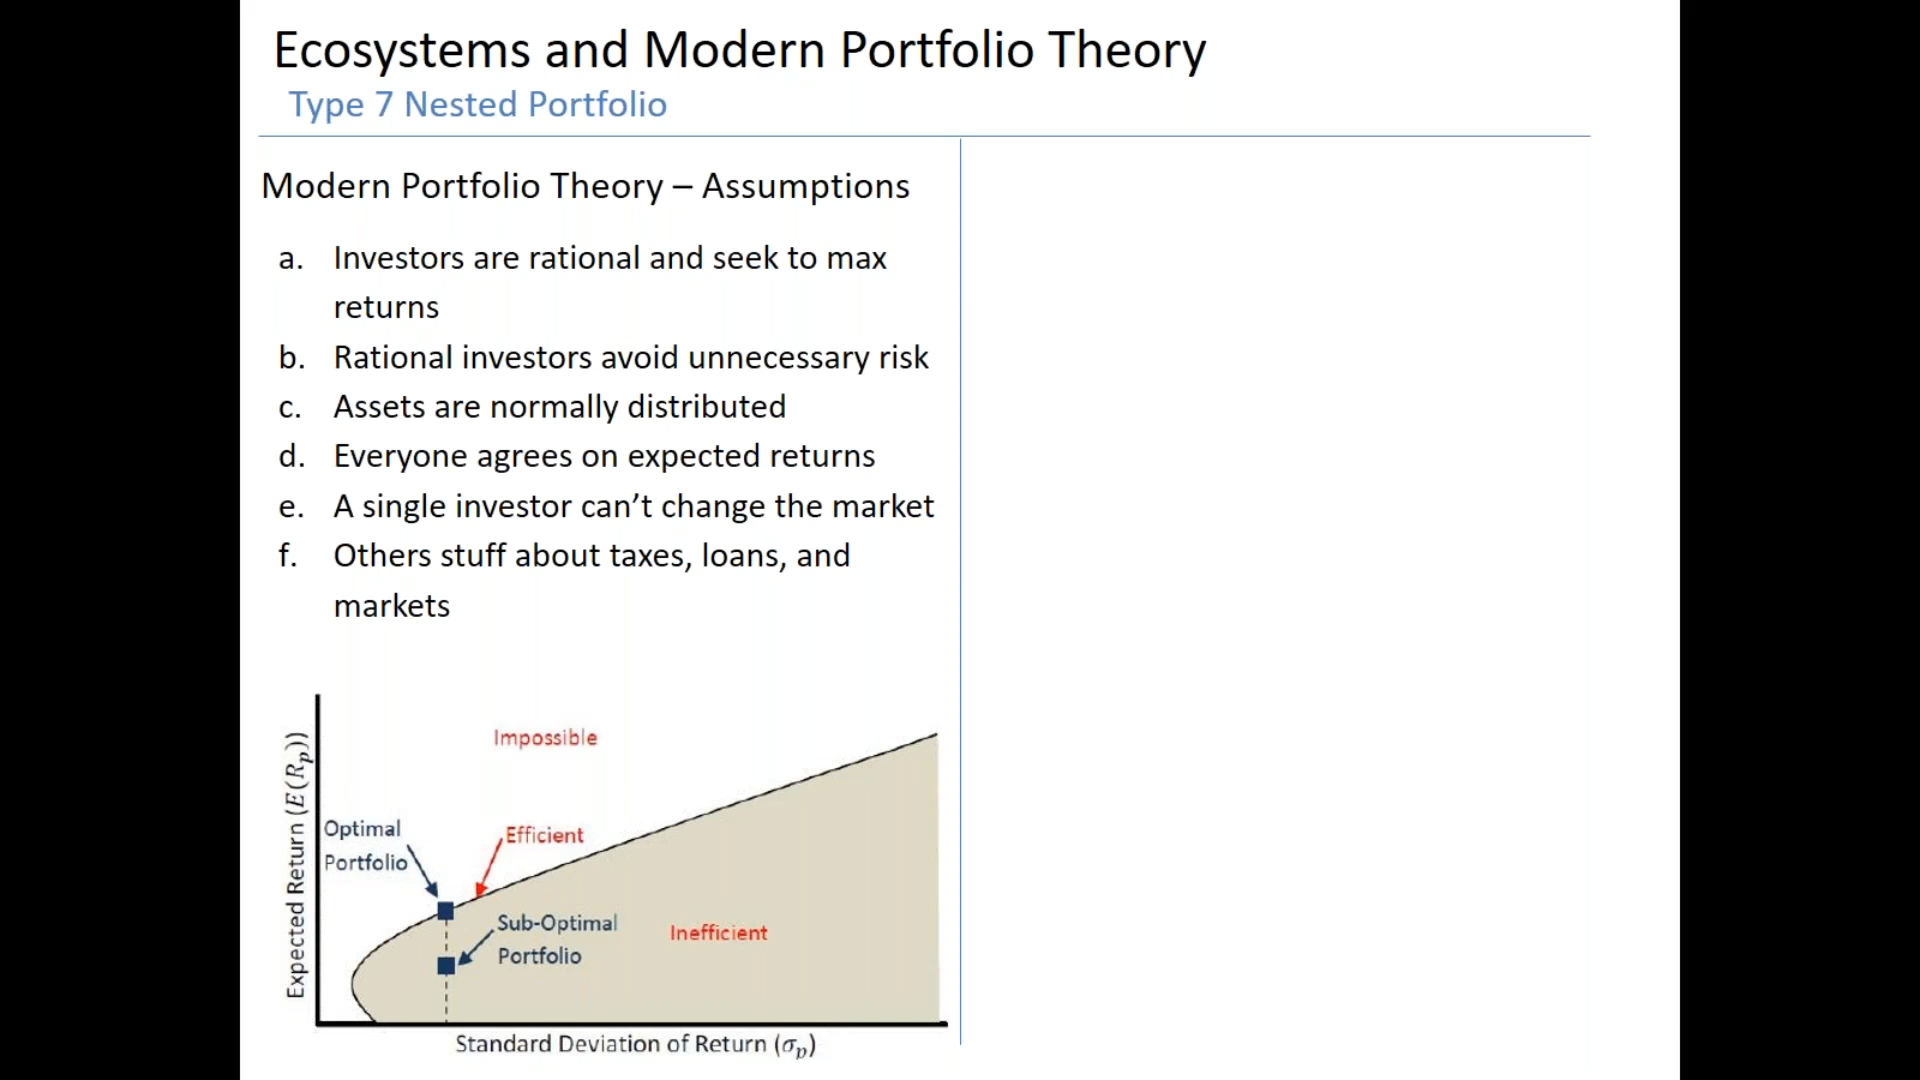 Ecosystems and Modern Portfolio Theory
Type 7 Nested Portfolio
Modern Portfolio Theory – Assumptions
a. Investors are rational and seek to max
returns
b. Rational investors avoid unnecessary risk
c. Assets are normally distributed
d. Everyone agrees on expected returns
e. A single investor can’t change the market
f. Others stuff about taxes, loans, and
markets
Expected Return (E(Rₚ))
Impossible
Optimal
Portfolio
Efficient
Sub-Optimal
Portfolio
Inefficient
Standard Deviation of Return (σₚ)